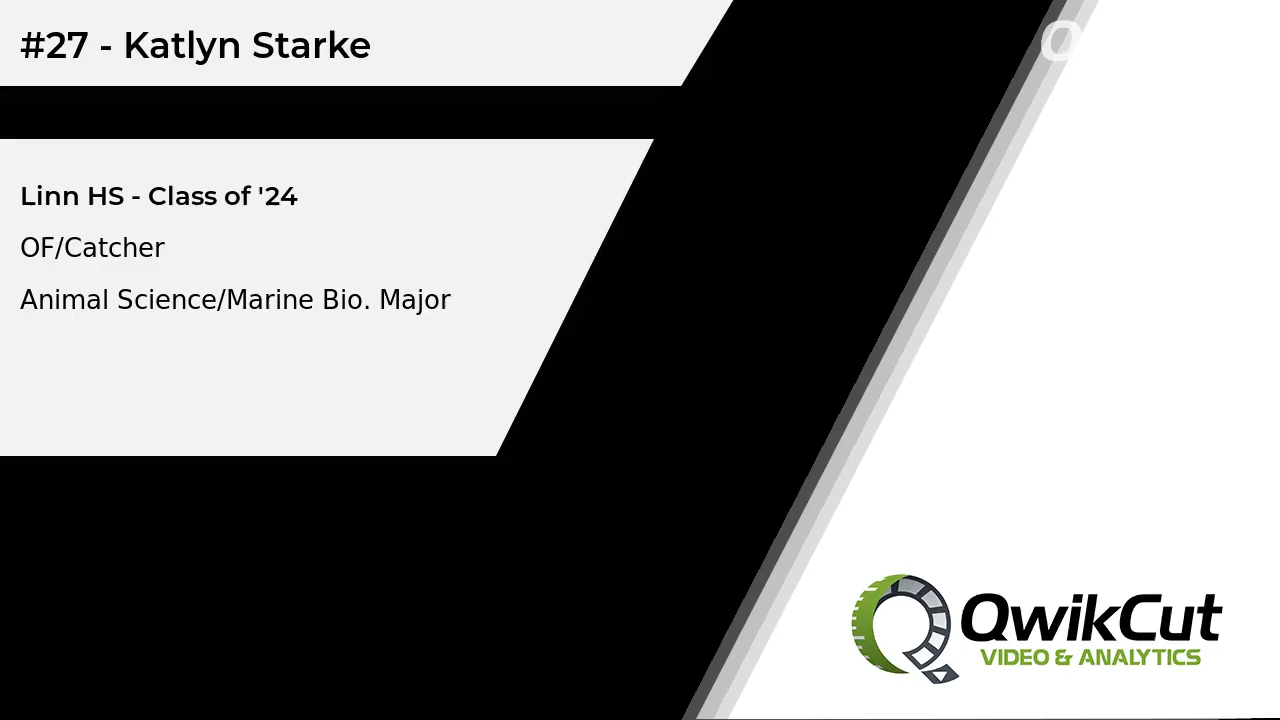 #27 - Katlyn Starke
Linn HS - Class of '24
OF/Catcher
Animal Science/Marine Bio. Major
QwikCut
VIDEO & ANALYTICS